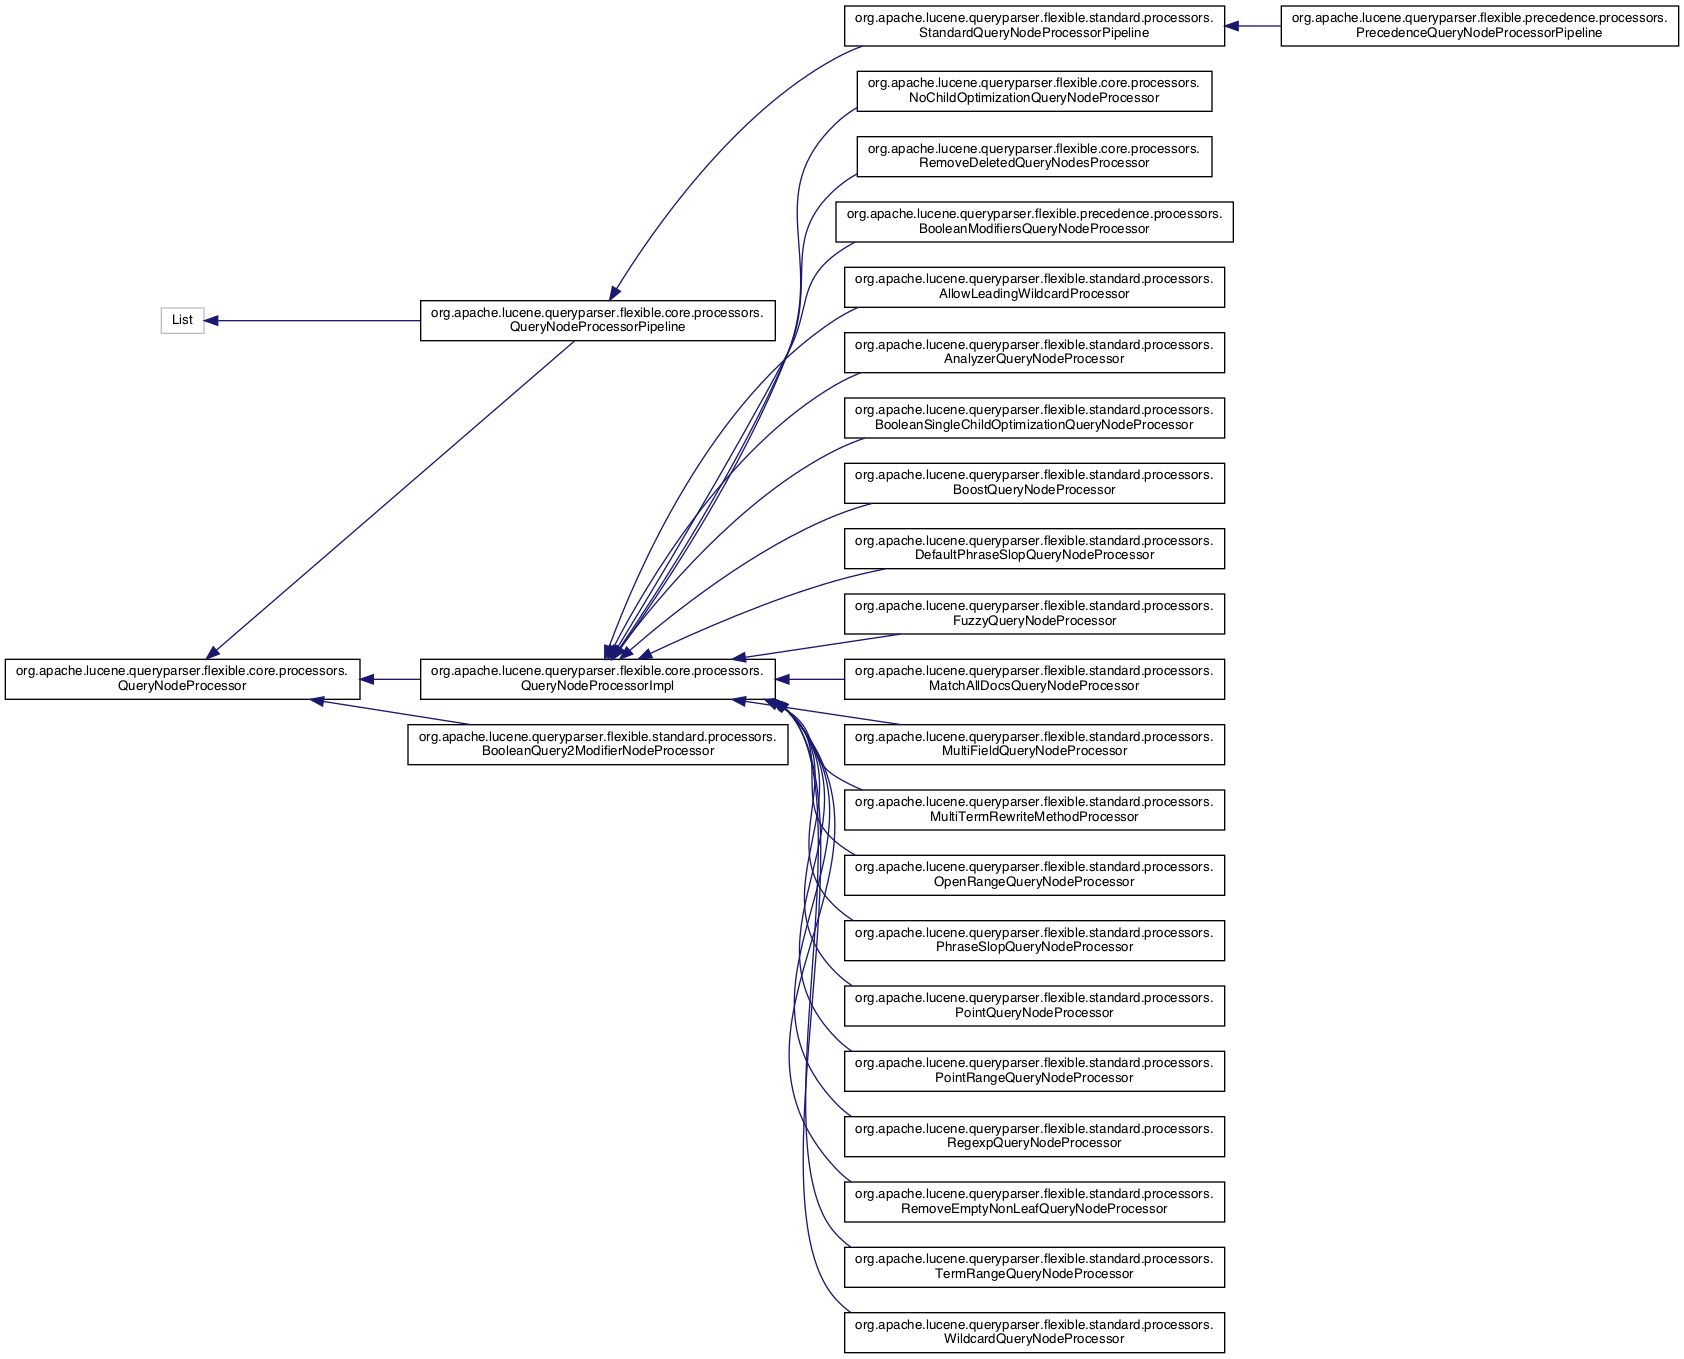 org.apache.lucene.queryparser.flexible.standard.processors.
StandardQueryNodeProcessorPipeline
org.apache.lucene.queryparser.flexible.precedence.processors.
PrecedenceQueryNodeProcessorPipeline
org.apache.lucene.queryparser.flexible.core.processors.
NoChildOptimizationQueryNodeProcessor
org.apache.lucene.queryparser.flexible.core.processors.
RemoveDeletedQueryNodesProcessor
org.apache.lucene.queryparser.flexible.precedence.processors.
BooleanModifiersQueryNodeProcessor
org.apache.lucene.queryparser.flexible.standard.processors.
AllowLeadingWildcardProcessor
List
org.apache.lucene.queryparser.flexible.core.processors.
QueryNodeProcessorPipeline
org.apache.lucene.queryparser.flexible.standard.processors.
AnalyzerQueryNodeProcessor
org.apache.lucene.queryparser.flexible.standard.processors.
BooleanSingleChildOptimizationQueryNodeProcessor
org.apache.lucene.queryparser.flexible.standard.processors.
BoostQueryNodeProcessor
org.apache.lucene.queryparser.flexible.standard.processors.
DefaultPhraseSlopQueryNodeProcessor
org.apache.lucene.queryparser.flexible.standard.processors.
FuzzyQueryNodeProcessor
org.apache.lucene.queryparser.flexible.core.processors.
QueryNodeProcessor
org.apache.lucene.queryparser.flexible.core.processors.
QueryNodeProcessorImpl
org.apache.lucene.queryparser.flexible.standard.processors.
MatchAllDocsQueryNodeProcessor
org.apache.lucene.queryparser.flexible.standard.processors.
BooleanQuery2ModifierNodeProcessor
org.apache.lucene.queryparser.flexible.standard.processors.
MultiFieldQueryNodeProcessor
org.apache.lucene.queryparser.flexible.standard.processors.
MultiTermRewriteMethodProcessor
org.apache.lucene.queryparser.flexible.standard.processors.
OpenRangeQueryNodeProcessor
org.apache.lucene.queryparser.flexible.standard.processors.
PhraseSlopQueryNodeProcessor
org.apache.lucene.queryparser.flexible.standard.processors.
PointQueryNodeProcessor
org.apache.lucene.queryparser.flexible.standard.processors.
PointRangeQueryNodeProcessor
org.apache.lucene.queryparser.flexible.standard.processors.
RegexpQueryNodeProcessor
org.apache.lucene.queryparser.flexible.standard.processors.
RemoveEmptyNonLeafQueryNodeProcessor
org.apache.lucene.queryparser.flexible.standard.processors.
TermRangeQueryNodeProcessor
org.apache.lucene.queryparser.flexible.standard.processors.
WildcardQueryNodeProcessor